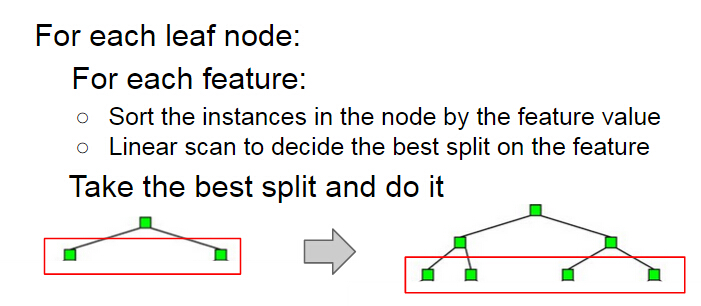 For each leaf node:
For each feature:
○ Sort the instances in the node by the feature value
○ Linear scan to decide the best split on the feature
Take the best split and do it